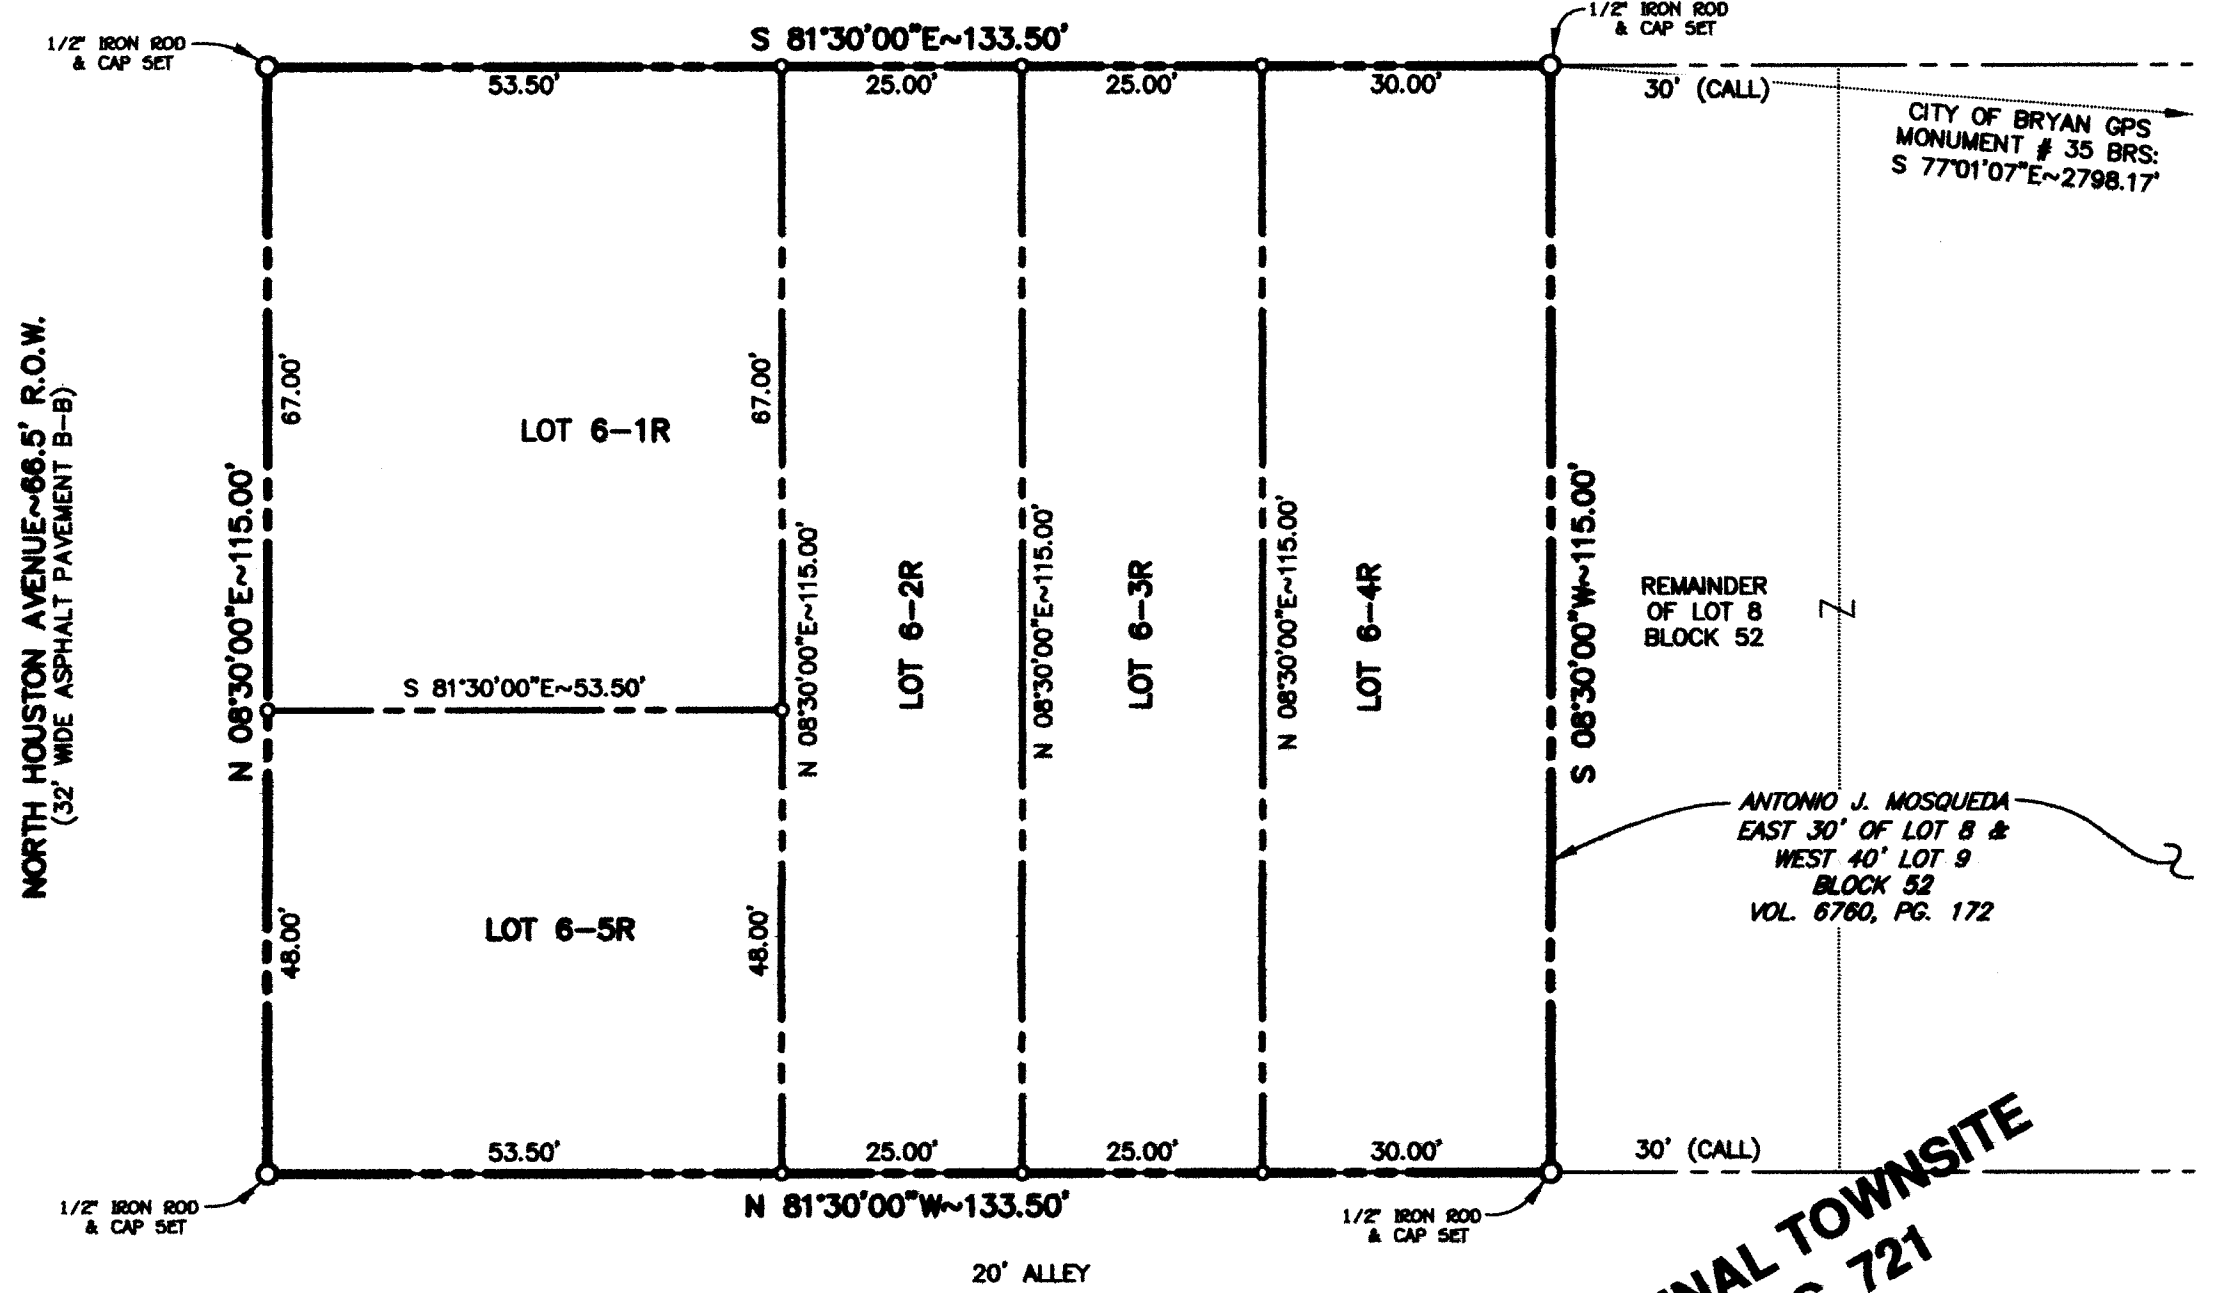 1/2" IRON ROD
& CAP SET
S 81°30'00"E~133.50'
1/2" IRON ROD
& CAP SET
53.50'
25.00'
25.00'
30.00'
30' (CALL)
CITY OF BRYAN GPS
MONUMENT # 35 BRS:
S 77°01'07"E~2798.17'
NORTH HOUSTON AVENUE~66.5' R.O.W.
(32' WIDE ASPHALT PAVEMENT B-B)
N 08°30'00"E~115.00'
67.00'
LOT 6-1R
67.00'
N 08°30'00"E~115.00'
LOT 6-2R
N 08°30'00"E~115.00'
LOT 6-3R
N 08°30'00"E~115.00'
LOT 6-4R
S 08°30'00"W~115.00'
REMAINDER
OF LOT 8
BLOCK 52
S 81°30'00"E~53.50'
ANTONIO J. MOSQUEDA
EAST 30' OF LOT 8 &
WEST 40' LOT 9
BLOCK 52
VOL. 6760, PG. 172
48.00'
LOT 6-5R
48.00'
53.50'
25.00'
25.00'
30.00'
30' (CALL)
1/2" IRON ROD
& CAP SET
N 81°30'00"W~133.50'
1/2" IRON ROD
& CAP SET
20' ALLEY
TOWNSITE
721